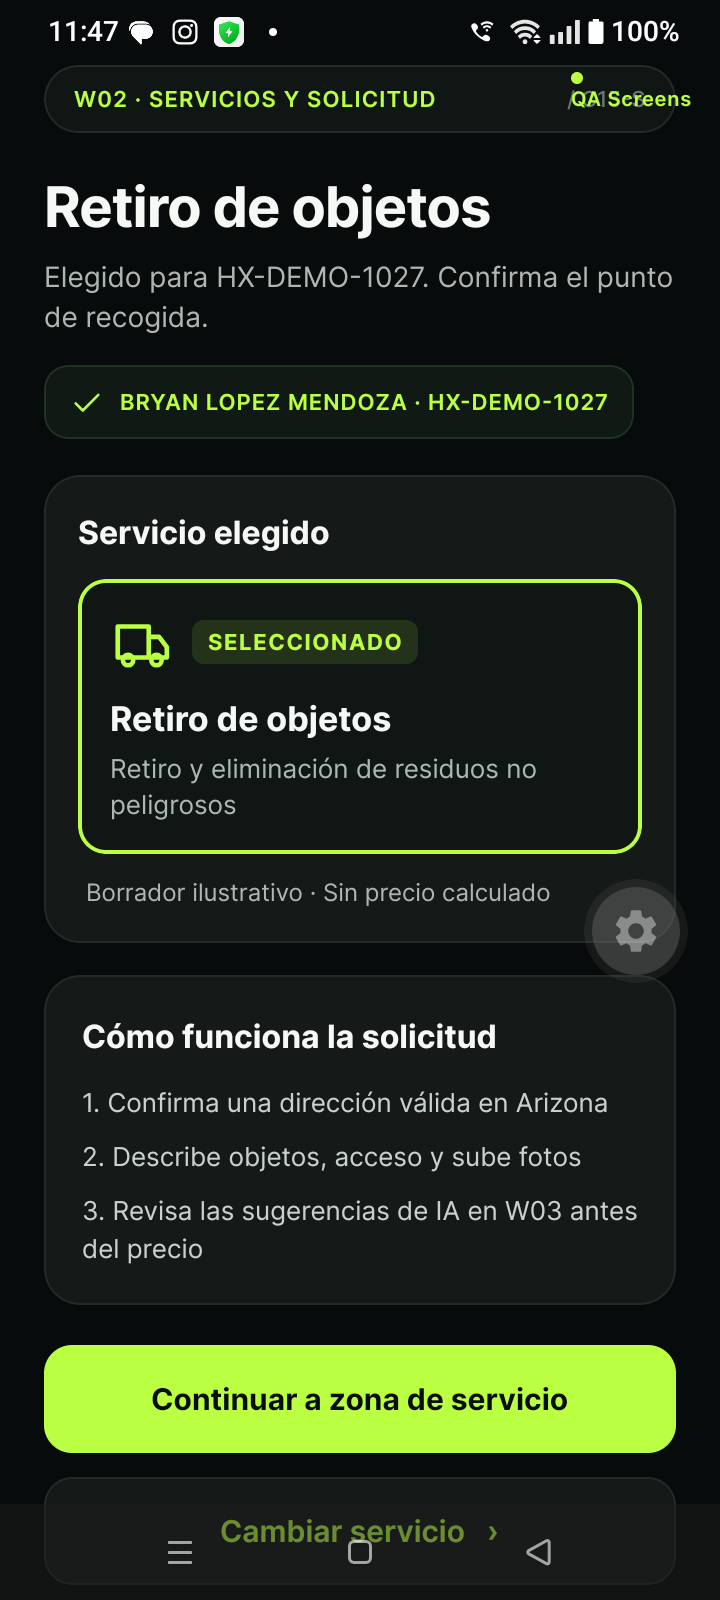 11:47
100%
W02 · SERVICIOS Y SOLICITUD
QA Screens
Retiro de objetos
Elegido para HX-DEMO-1027. Confirma el punto
de recogida.
BRYAN LOPEZ MENDOZA · HX-DEMO-1027
Servicio elegido
SELECCIONADO
Retiro de objetos
Retiro y eliminación de residuos no
peligrosos
Borrador ilustrativo · Sin precio calculado
Cómo funciona la solicitud
1. Confirma una dirección válida en Arizona
2. Describe objetos, acceso y sube fotos
3. Revisa las sugerencias de IA en W03 antes
del precio
Continuar a zona de servicio
Cambiar servicio ›